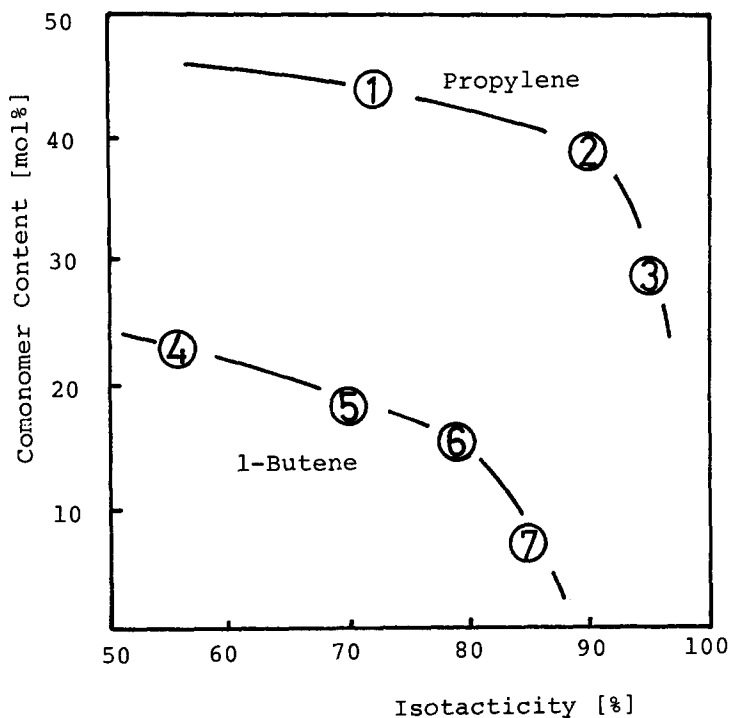 50
Propylene
①
40
②
30
③
④
20
⑤
⑥
1-Butene
10
⑦
50 60 70 80 90 100
Isotacticity [%]
Comonomer Content [mol%]